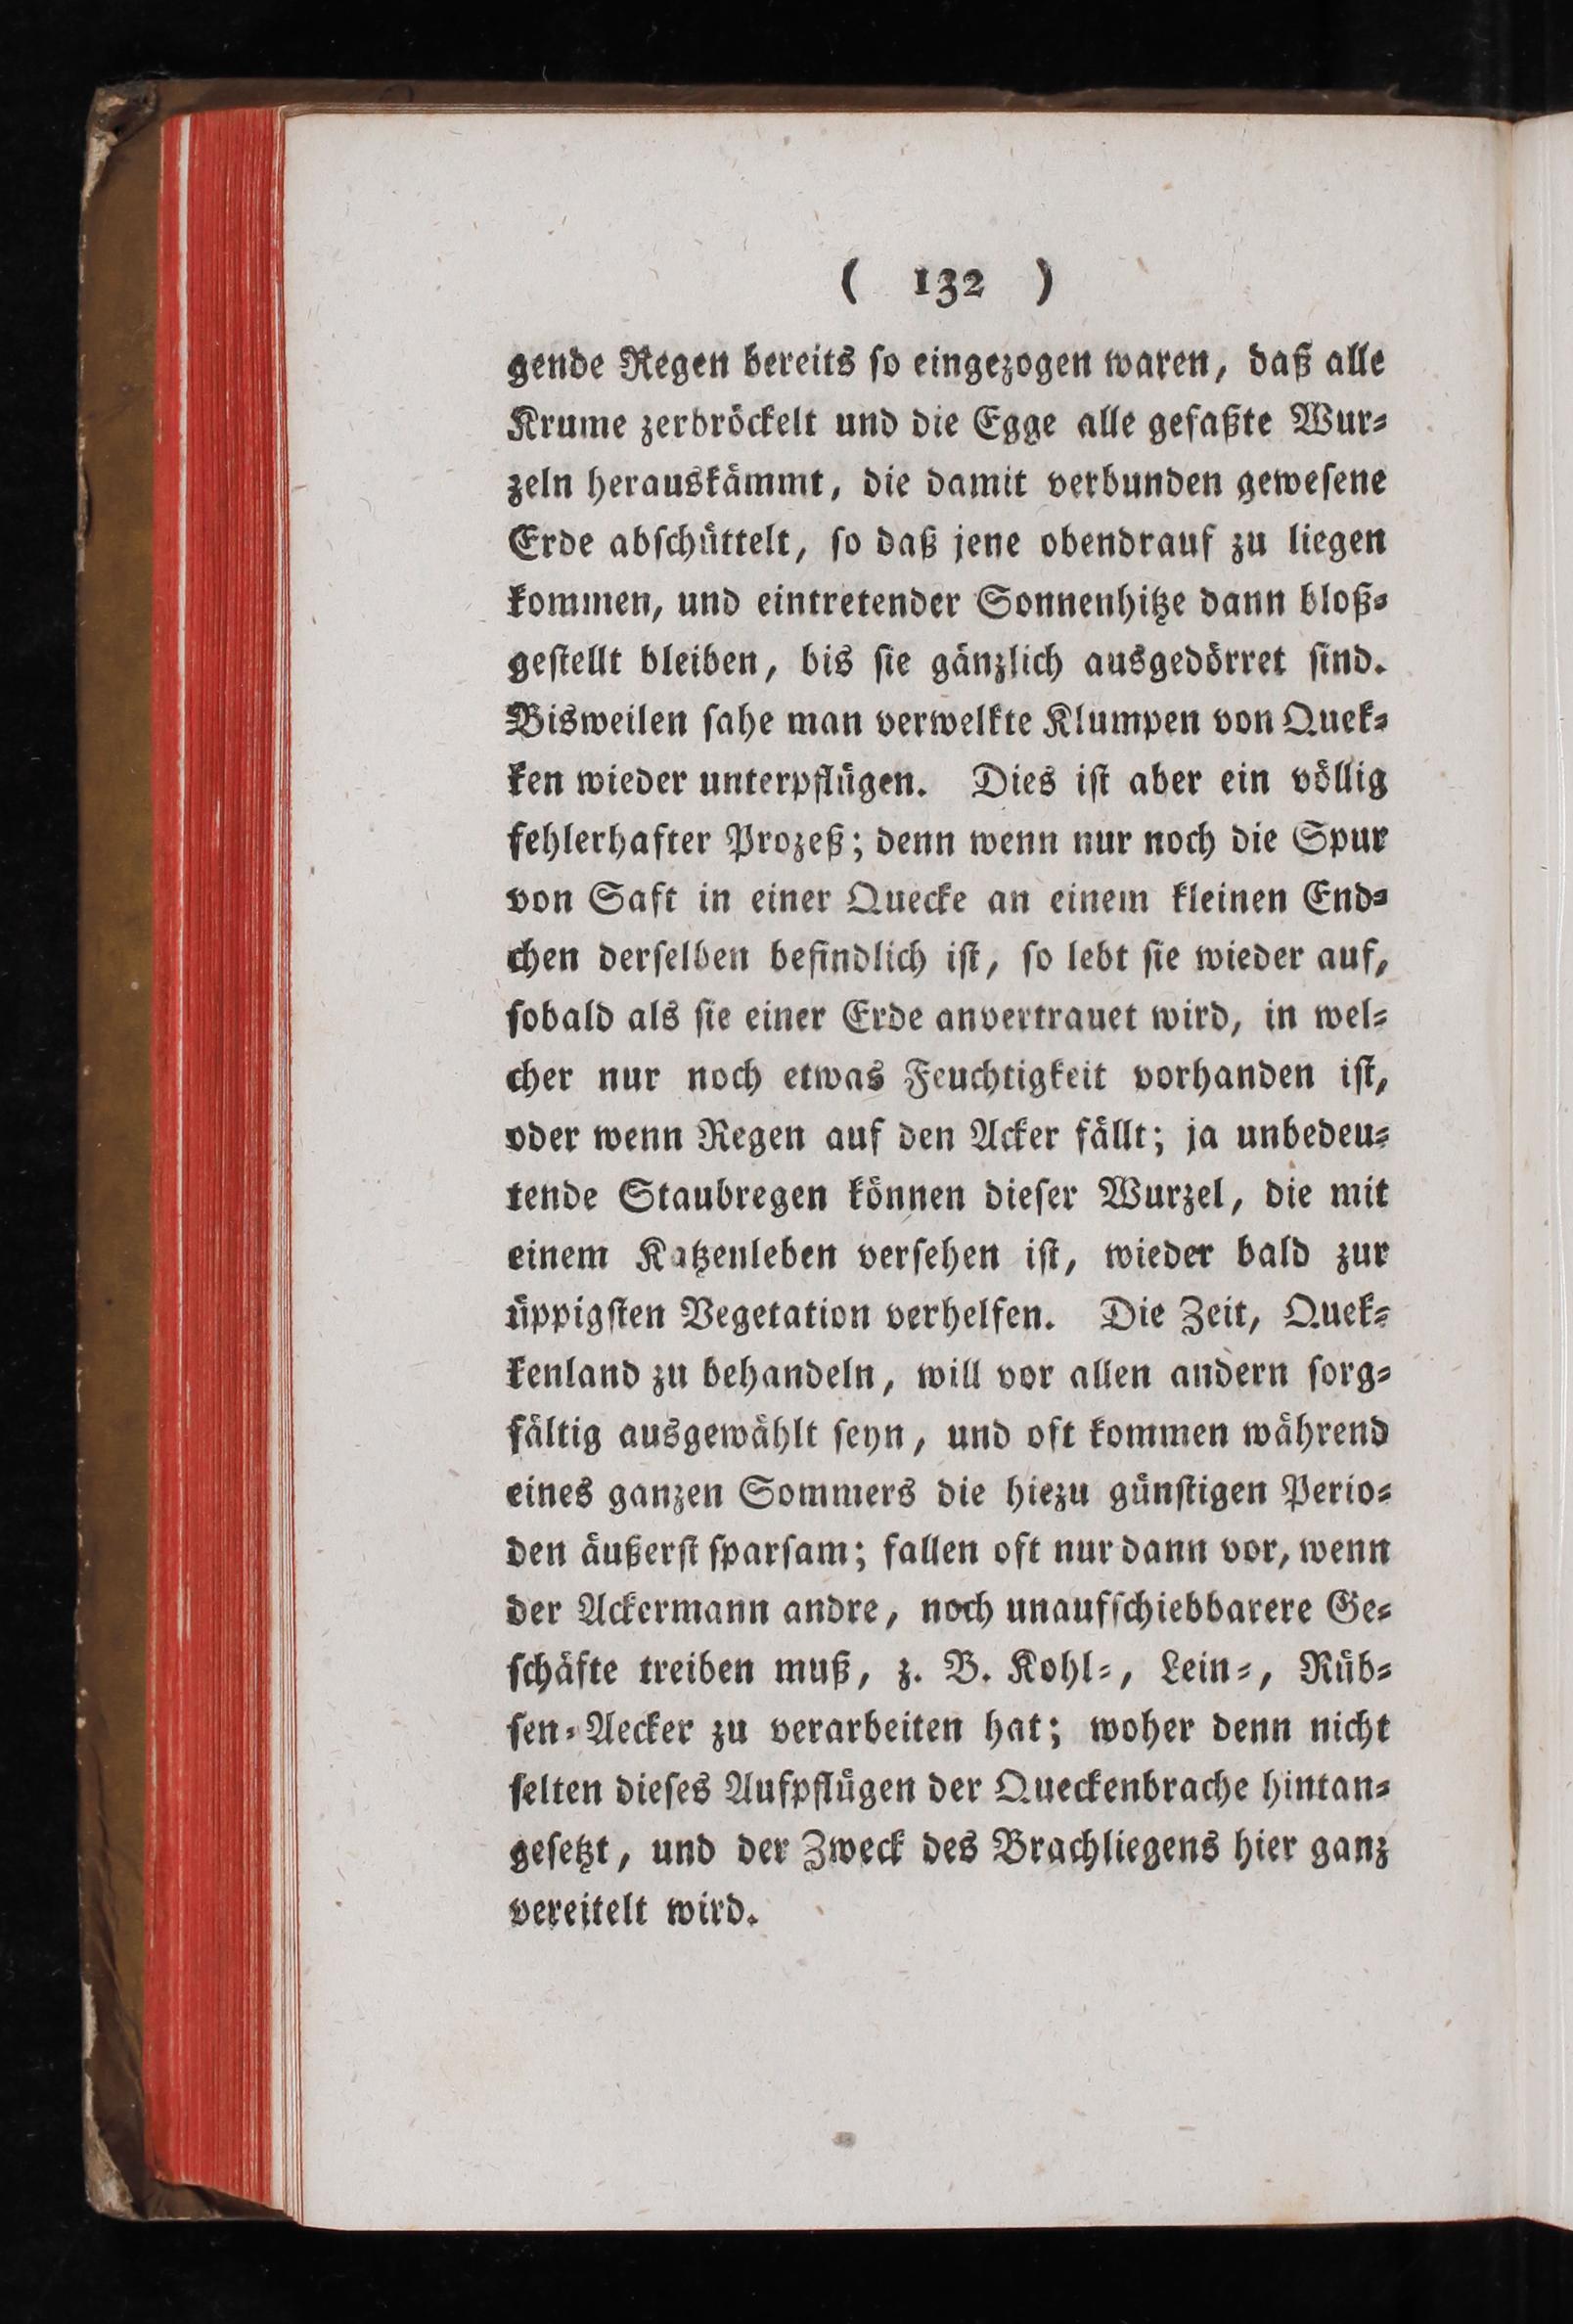 ( 132 )
gende Regen bereits ſo eingezogen waren, daß alle
Krume zerbröckelt und die Egge alle gefaßte Wur⸗
zeln herauskämmt, die damit verbunden geweſene
Erde abſchüttelt, ſo daß jene obendrauf zu liegen
kommen, und eintretender Sonnenhitze dann bloß⸗
geſtellt bleiben, bis ſie gänzlich ausgedörret ſind.
Bisweilen ſahe man verwelkte Klumpen von Quek⸗
ken wieder unterpflügen. Dies iſt aber ein völlig
fehlerhafter Prozeß; denn wenn nur noch die Spur
von Saft in einer Quecke an einem kleinen End⸗
chen derſelben befindlich iſt, ſo lebt ſie wieder auf,
ſobald als ſie einer Erde anvertrauet wird, in wel⸗
cher nur noch etwas Feuchtigkeit vorhanden iſt,
oder wenn Regen auf den Acker fällt; ja unbedeu⸗
tende Staubregen können dieſer Wurzel, die mit
einem Katzenleben verſehen iſt, wieder bald zur
üppigſten Vegetation verhelfen. Die Zeit, Quek⸗
kenland zu behandeln, will vor allen andern ſorg⸗
fältig ausgewählt ſeyn, und oft kommen während
eines ganzen Sommers die hiezu günſtigen Perio⸗
den äußerſt ſparſam; fallen oft nur dann vor, wenn
der Ackermann andre, noch unaufſchiebbarere Ge⸗
ſchäfte treiben muß, z. B. Kohl⸗, Lein⸗, Rüb⸗
ſen⸗Aecker zu verarbeiten hat; woher denn nicht
ſelten dieſes Aufpflügen der Queckenbrache hintan⸗
geſetzt, und der Zweck des Brachliegens hier ganz
vereitelt wird.